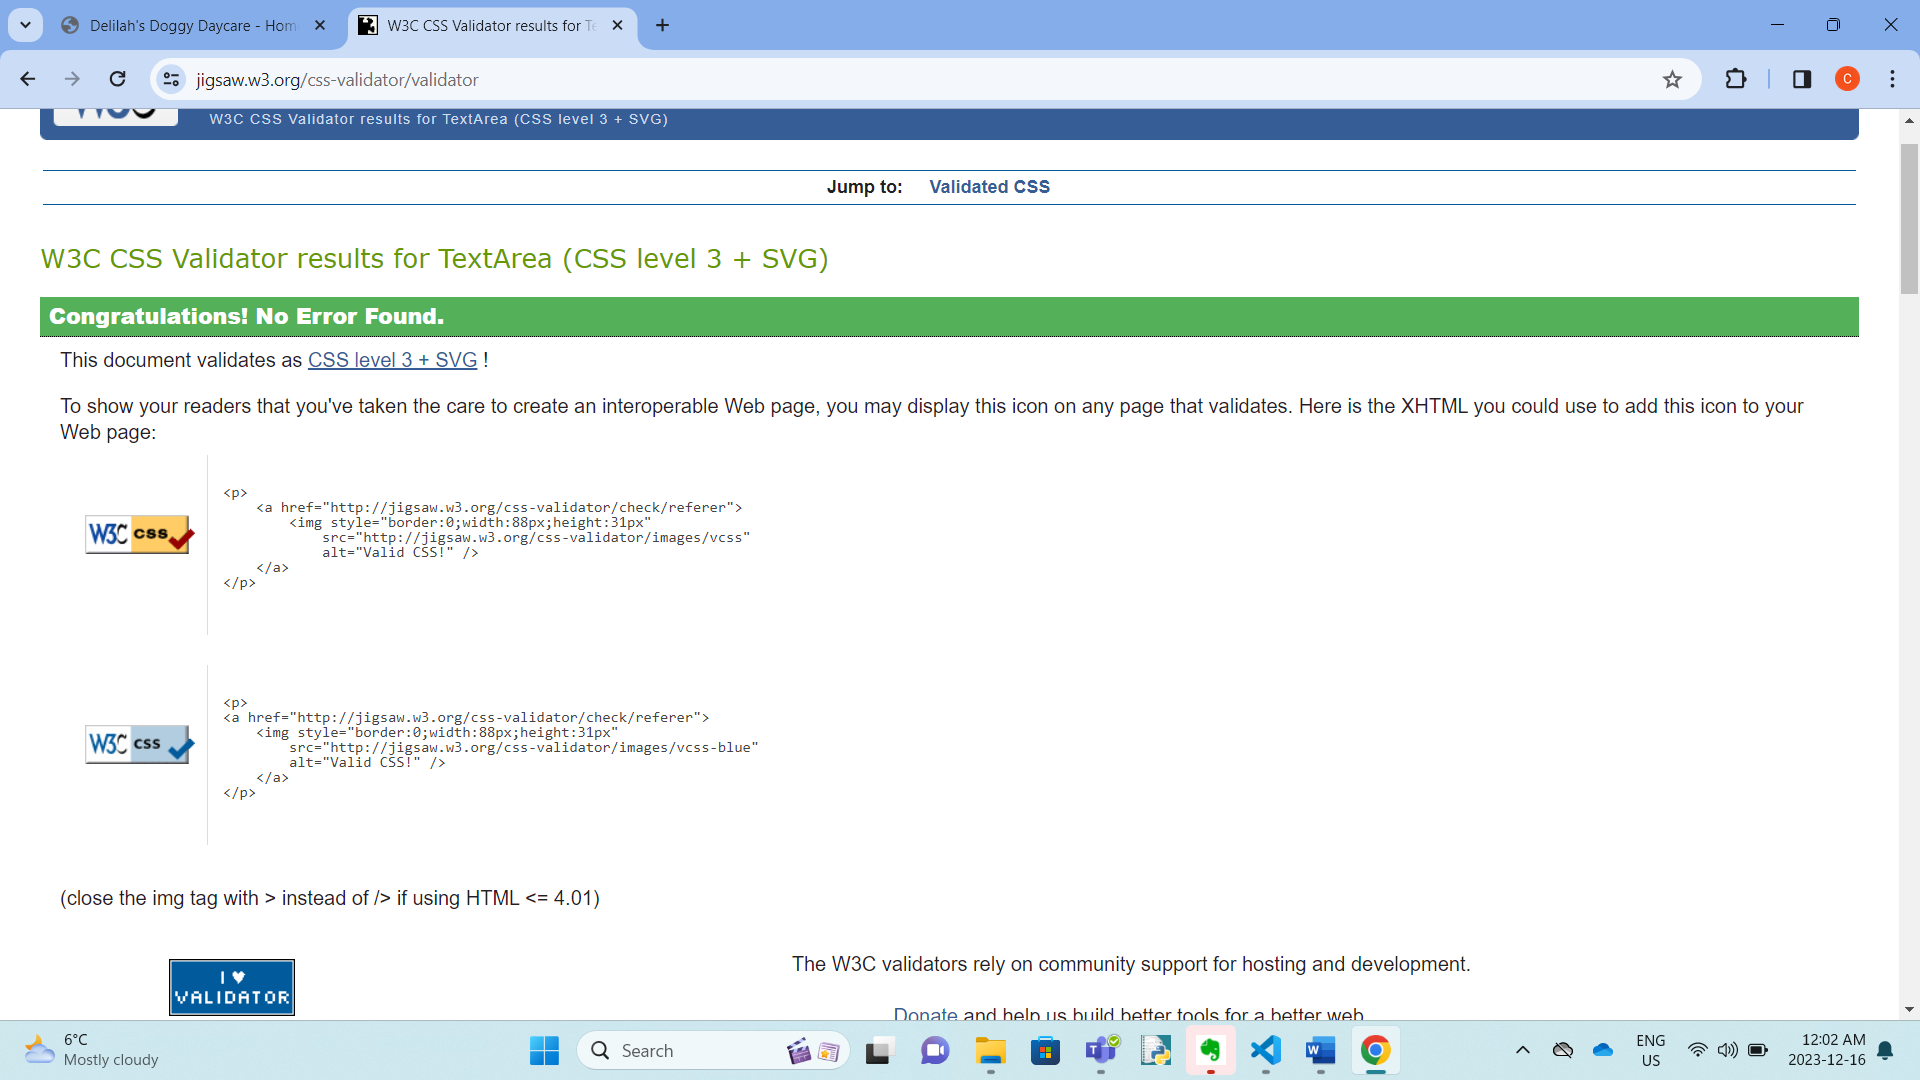 Delilah's Doggy Daycare - Hom
W3C CSS Validator results for Te
jigsaw.w3.org/css-validator/validator
C
W3C CSS Validator results for TextArea (CSS level 3 + SVG)
Jump to: Validated CSS
W3C CSS Validator results for TextArea (CSS level 3 + SVG)
Congratulations! No Error Found.
This document validates as CSS level 3 + SVG !
To show your readers that you've taken the care to create an interoperable Web page, you may display this icon on any page that validates. Here is the XHTML you could use to add this icon to your
Web page:
W3C css
<p>
<a href="http://jigsaw.w3.org/css-validator/check/referer">
<img style="border:0;width:88px;height:31px"
src="http://jigsaw.w3.org/css-validator/images/vcss"
alt="Valid CSS!" />
</a>
</p>
W3C css
<p>
<a href="http://jigsaw.w3.org/css-validator/check/referer">
<img style="border:0;width:88px;height:31px"
src="http://jigsaw.w3.org/css-validator/images/vcss-blue"
alt="Valid CSS!" />
</a>
</p>
(close the img tag with > instead of /> if using HTML <= 4.01)
I ♥
VALIDATOR
The W3C validators rely on community support for hosting and development.
Donate and help us build better tools for a better web.
6°C
Mostly cloudy
Search
ENG
US
12:02 AM
2023-12-16